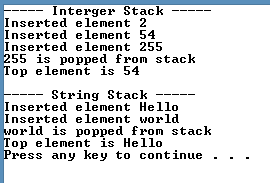 ----- Interger Stack -----
Inserted element 2
Inserted element 54
Inserted element 255
255 is popped from stack
Top element is 54
----- String Stack -----
Inserted element Hello
Inserted element world
world is popped from stack
Top element is Hello
Press any key to continue . . .